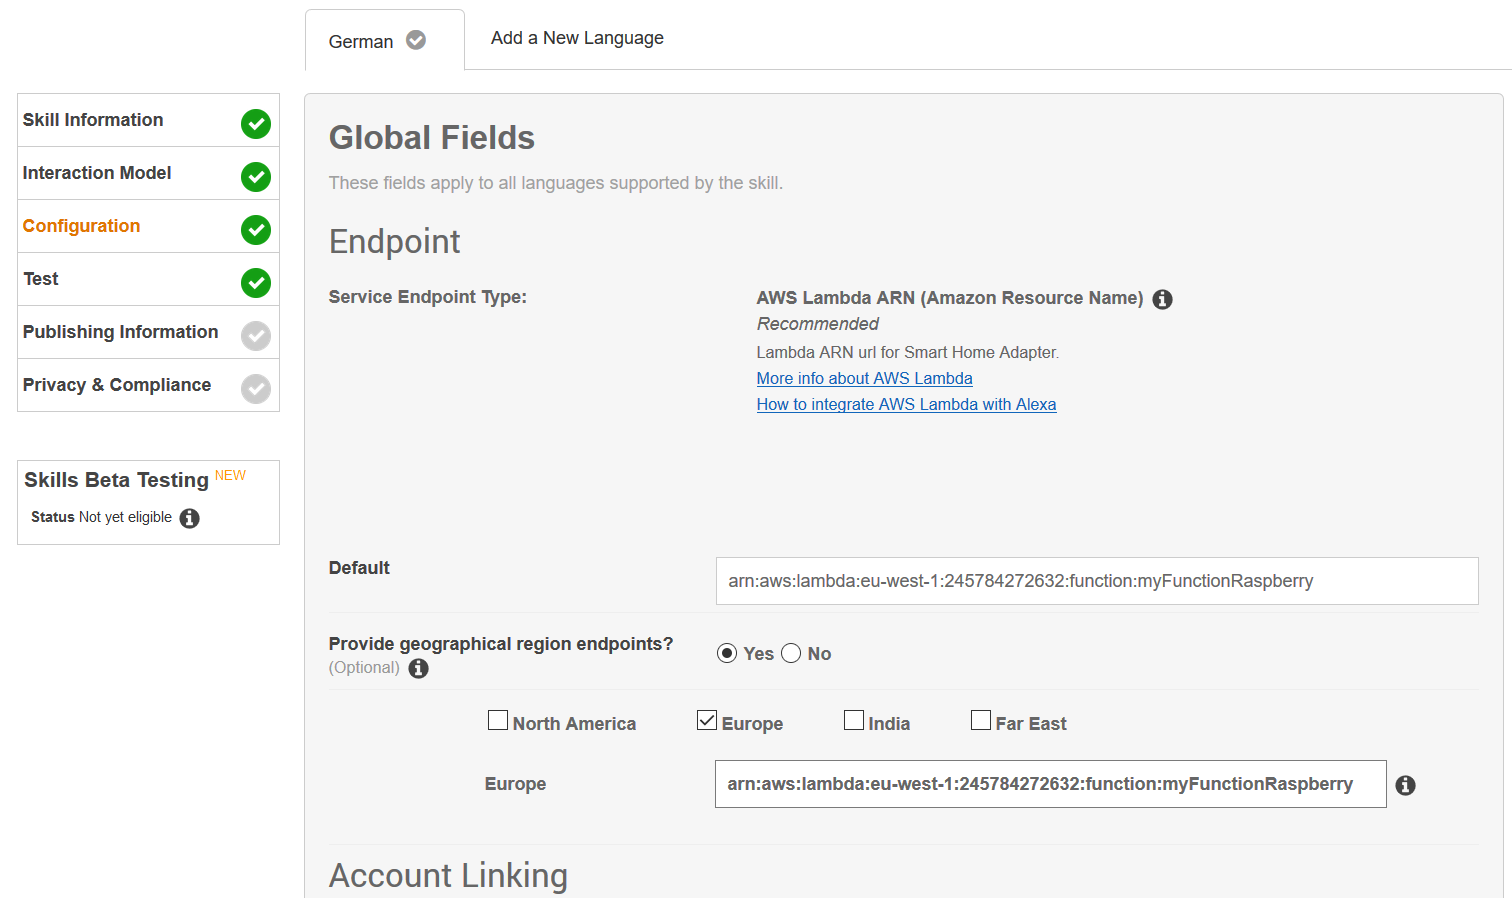 German
Add a New Language
Skill Information
Interaction Model
Configuration
Test
Publishing Information
Privacy & Compliance
Skills Beta Testing NEW
Status Not yet eligible
Global Fields
These fields apply to all languages supported by the skill.
Endpoint
Service Endpoint Type:
AWS Lambda ARN (Amazon Resource Name)
Recommended
Lambda ARN url for Smart Home Adapter.
More info about AWS Lambda
How to integrate AWS Lambda with Alexa
Default
arn:aws:lambda:eu-west-1:245784272632:function:myFunctionRaspberry
Provide geographical region endpoints?
(Optional)
Yes No
North America Europe India Far East
Europe
arn:aws:lambda:eu-west-1:245784272632:function:myFunctionRaspberry
Account Linking